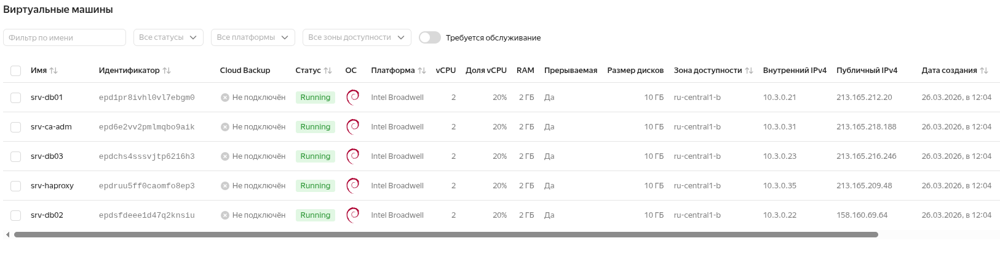 Виртуальные машины
Фильтр по имени Все статусы Все платформы Все зоны доступности Требуется обслуживание
Имя Идентификатор Cloud Backup Статус ОС Платформа vCPU Доля vCPU RAM Прерываемая Размер дисков Зона доступности Внутренний IPv4 Публичный IPv4 Дата создания
srv-db01 epd1pr8ivhl0vl7ebgm0 Не подключён Running Intel Broadwell 2 20% 2 ГБ Да 10 ГБ ru-central1-b 10.3.0.21 213.165.212.20 26.03.2026, в 12:04
srv-ca-adm epd6e2vv2pmlmqbo9aik Не подключён Running Intel Broadwell 2 20% 2 ГБ Да 10 ГБ ru-central1-b 10.3.0.31 213.165.218.188 26.03.2026, в 12:04
srv-db03 epdchs4sssvjtp6216h3 Не подключён Running Intel Broadwell 2 20% 2 ГБ Да 10 ГБ ru-central1-b 10.3.0.23 213.165.216.246 26.03.2026, в 12:04
srv-haproxy epdruu5ff0caomfo8ep3 Не подключён Running Intel Broadwell 2 20% 2 ГБ Да 10 ГБ ru-central1-b 10.3.0.35 213.165.209.48 26.03.2026, в 12:04
srv-db02 epdsfdeee1d47q2knsiu Не подключён Running Intel Broadwell 2 20% 2 ГБ Да 10 ГБ ru-central1-b 10.3.0.22 158.160.69.64 26.03.2026, в 12:04